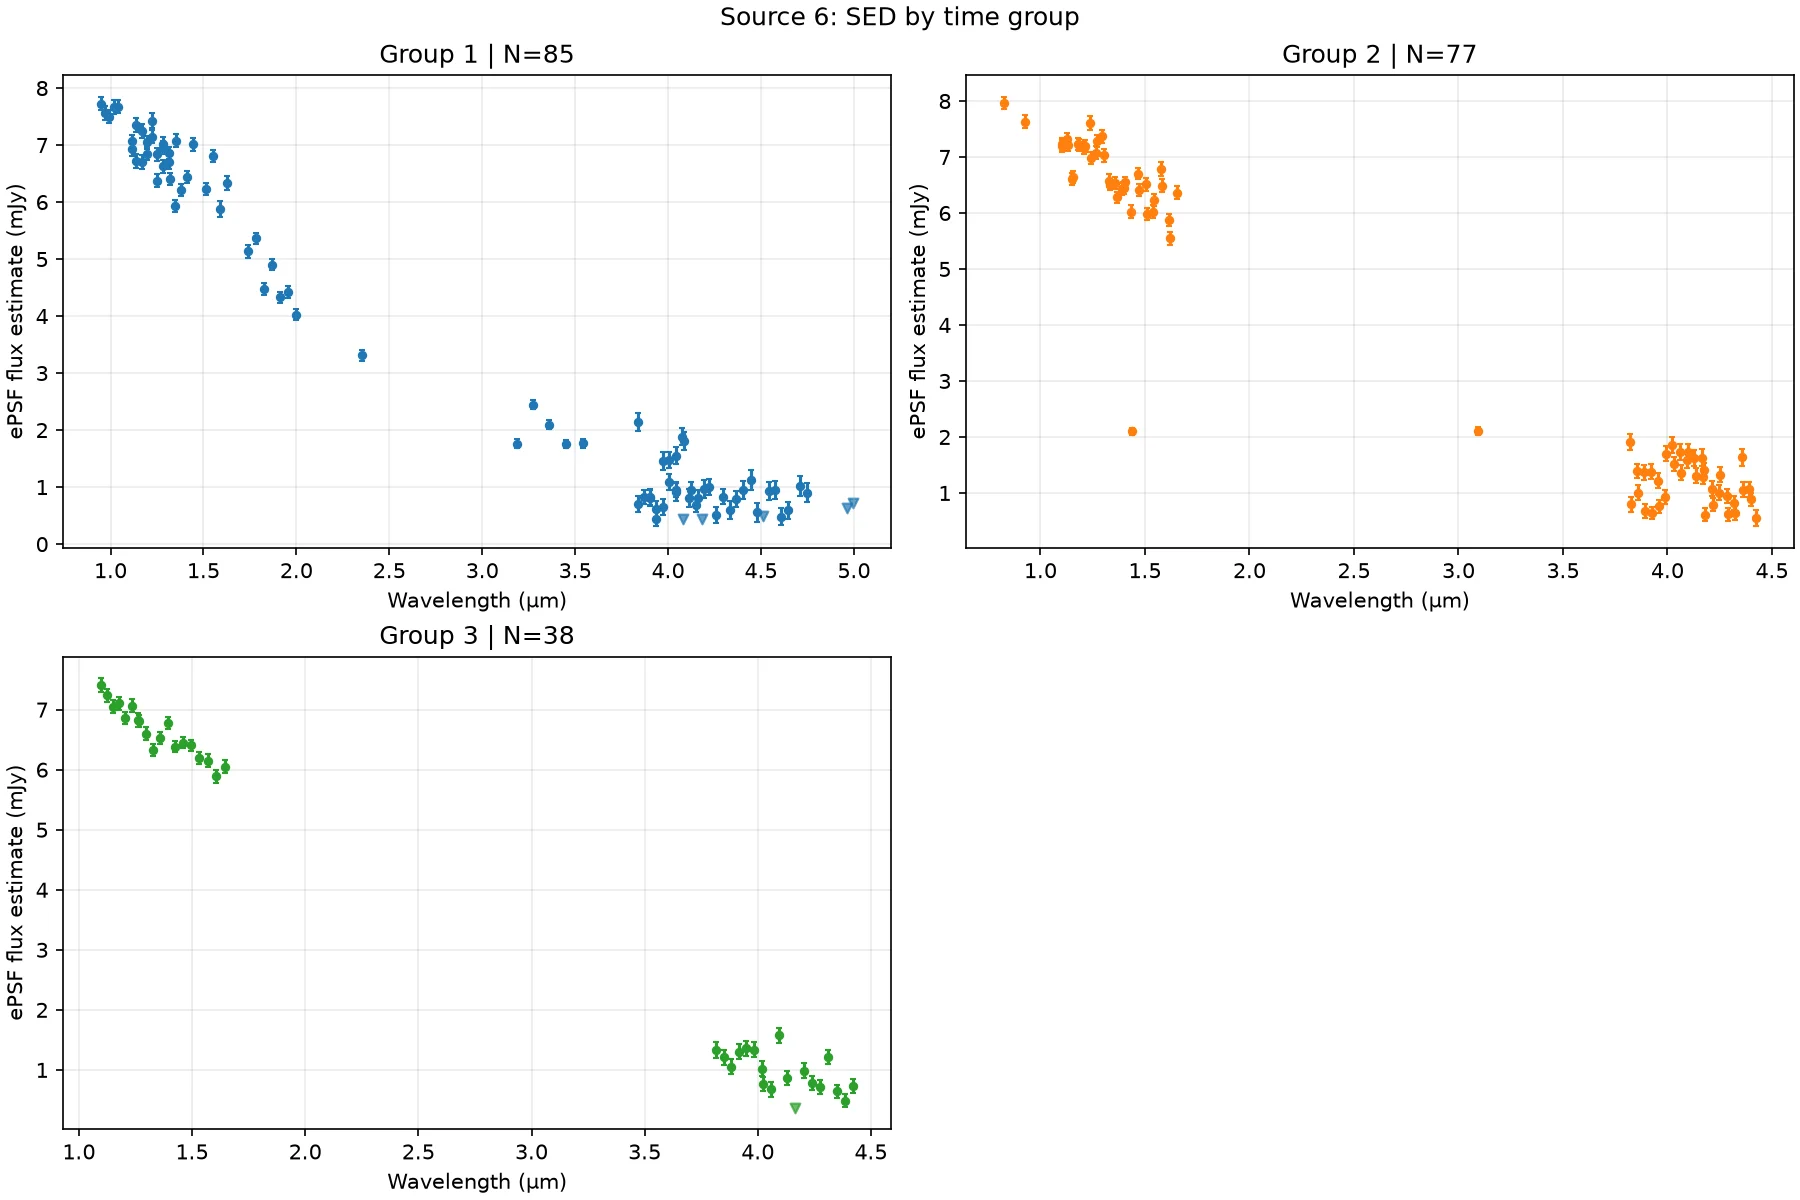 Source 6: SED by time group
Group 1 | N=85
8
7
6
5
4
3
2
1
0
ePSF flux estimate (mJy)
1.0 1.5 2.0 2.5 3.0 3.5 4.0 4.5 5.0
Wavelength (µm)
Group 2 | N=77
8
7
6
5
4
3
2
1
ePSF flux estimate (mJy)
1.0 1.5 2.0 2.5 3.0 3.5 4.0 4.5
Wavelength (µm)
Group 3 | N=38
7
6
5
4
3
2
1
ePSF flux estimate (mJy)
1.0 1.5 2.0 2.5 3.0 3.5 4.0 4.5
Wavelength (µm)